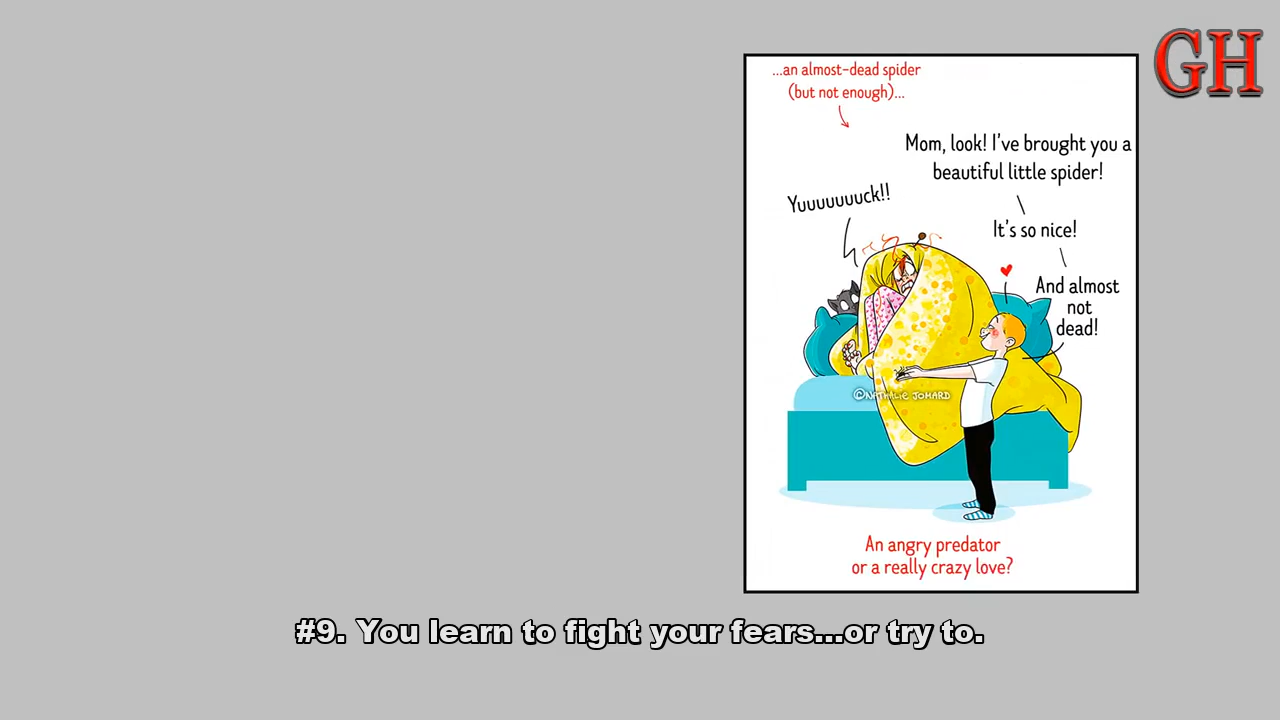 GH
...an almost-dead spider
(but not enough)...
Mom, look! I've brought you a
beautiful little spider!
Yuuuuuuuck!!
It's so nice!
And almost
not
dead!
©NATHALIE JOMARD
An angry predator
or a really crazy love?
#9. You learn to fight your fears...or try to.